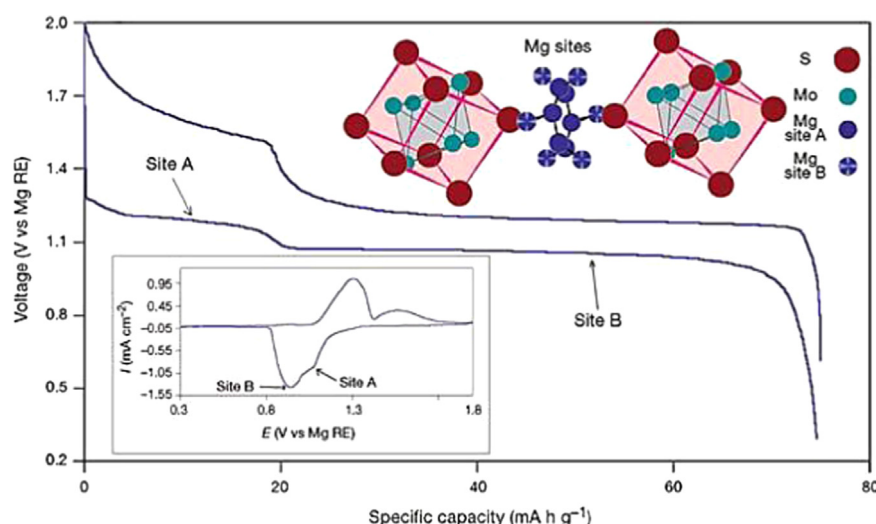 2.0
1.7
1.4
1.1
0.8
0.5
0.2
Voltage (V vs Mg RE)
Mg sites
S
Mo
Mg
site A
Mg
site B
Site A
Site B
0.95
0.45
−0.05
−0.55
−1.05
−1.55
I (mA cm⁻²)
Site B
Site A
0.3
0.8
1.3
1.8
E (V vs Mg RE)
0
20
40
60
80
Specific capacity (mA h g⁻¹)